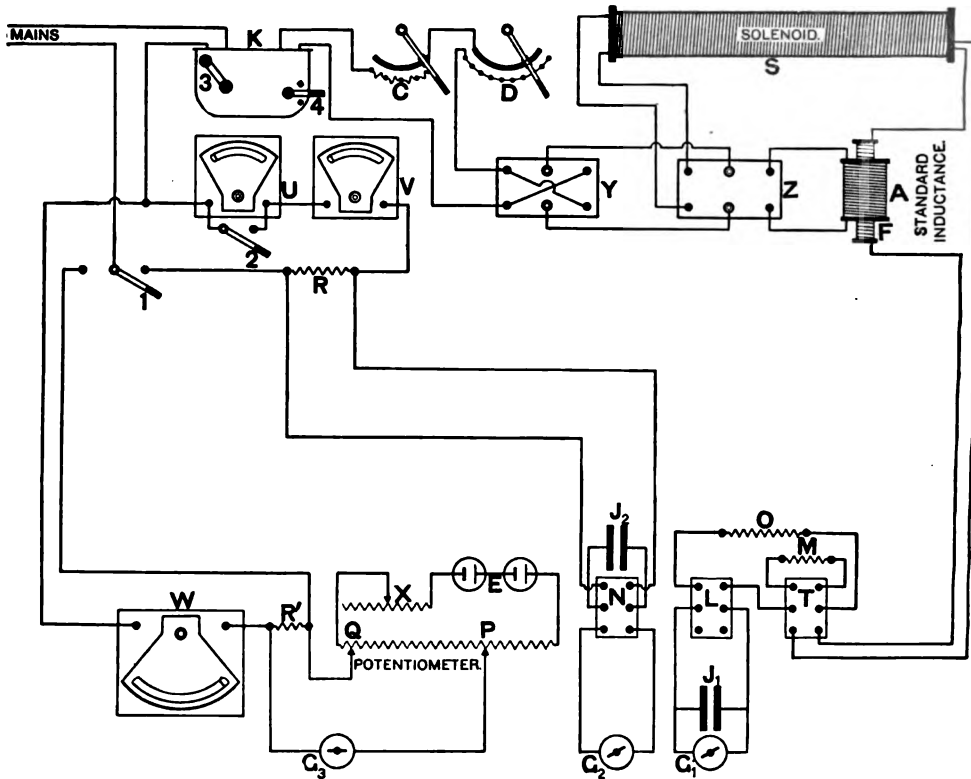 MAINS
K
3
4
C
D
SOLENOID.
S
U
V
2
Y
Z
A
F
STANDARD
INDUCTANCE.
1
R
J₂
O
M
W
R'
X
E
Q
P
POTENTIOMETER.
N
L
T
J₁
G₃
G₂
G₁